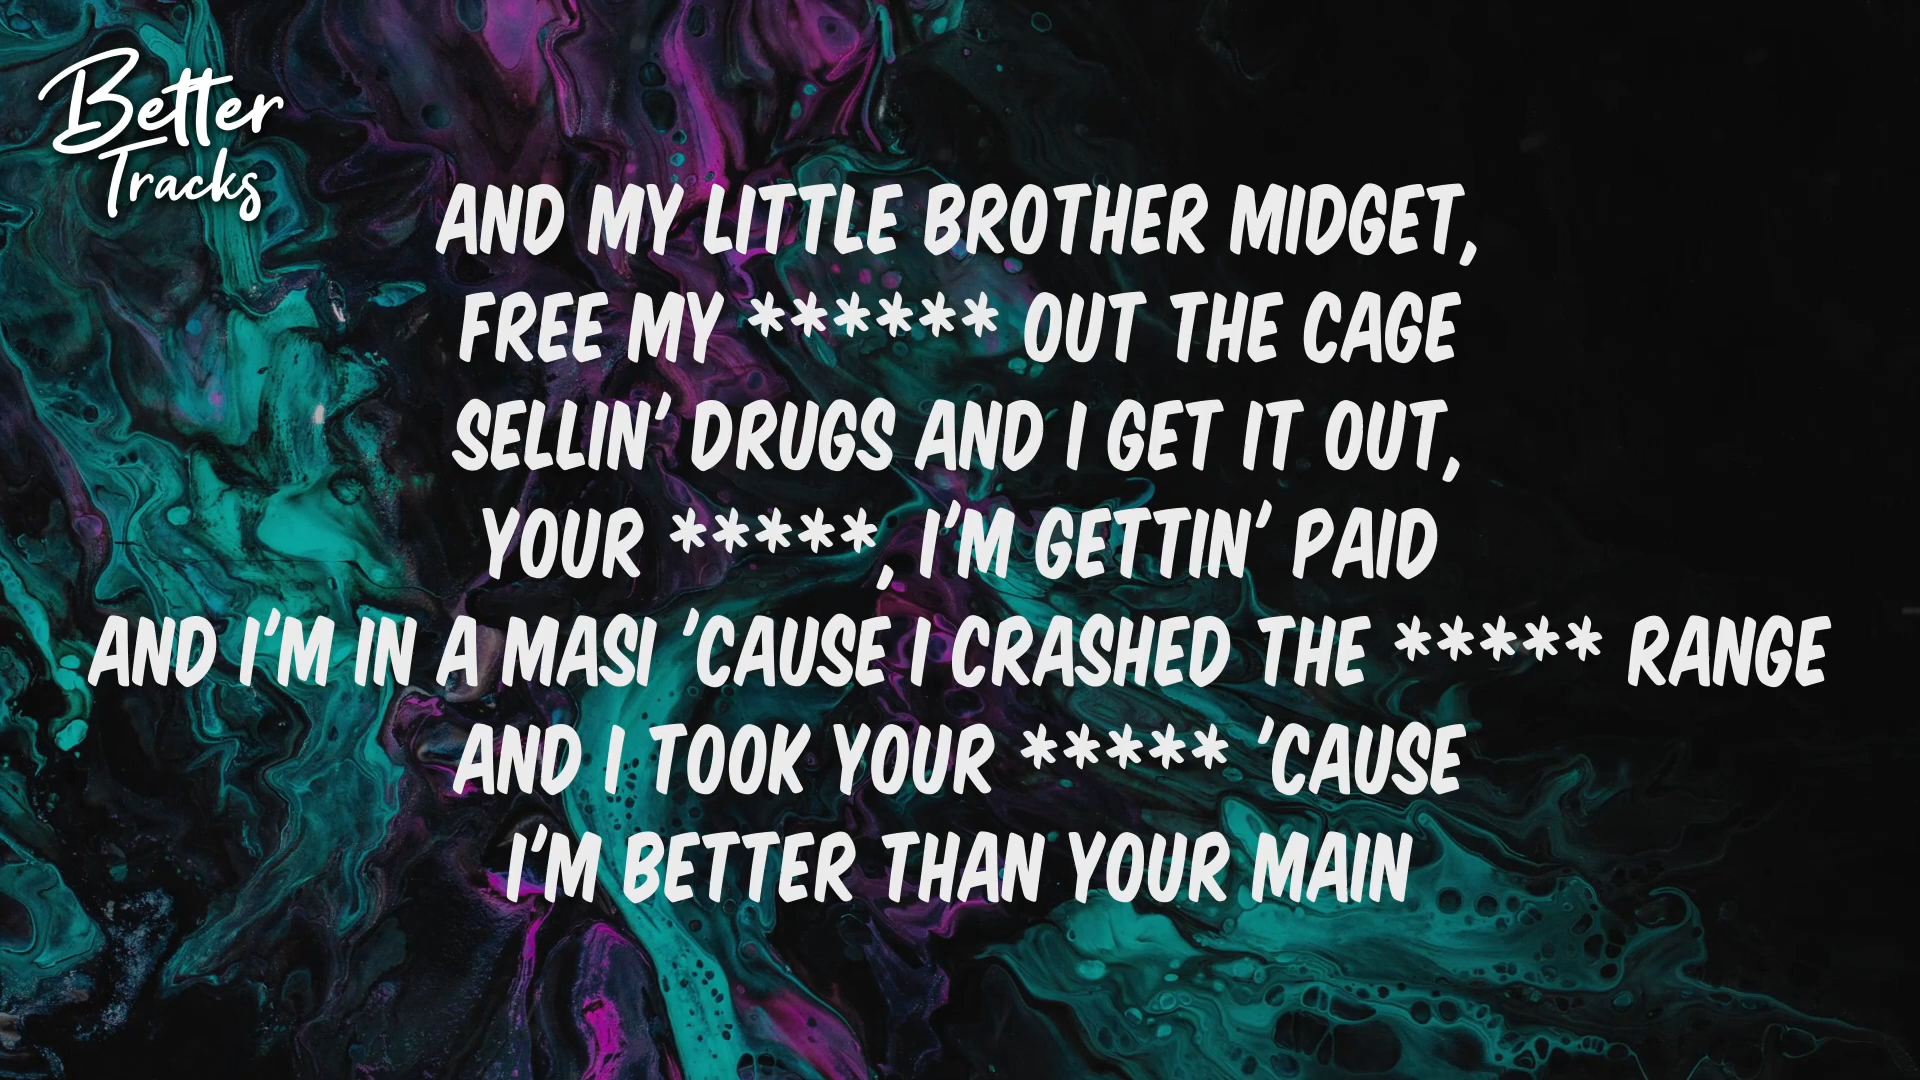 Better
Tracks
AND MY LITTLE BROTHER MIDGET,
FREE MY ****** OUT THE CAGE
SELLIN' DRUGS AND I GET IT OUT,
YOUR *****, I'M GETTIN' PAID
AND I'M IN A MASI 'CAUSE I CRASHED THE ***** RANGE
AND I TOOK YOUR ***** 'CAUSE
I'M BETTER THAN YOUR MAIN